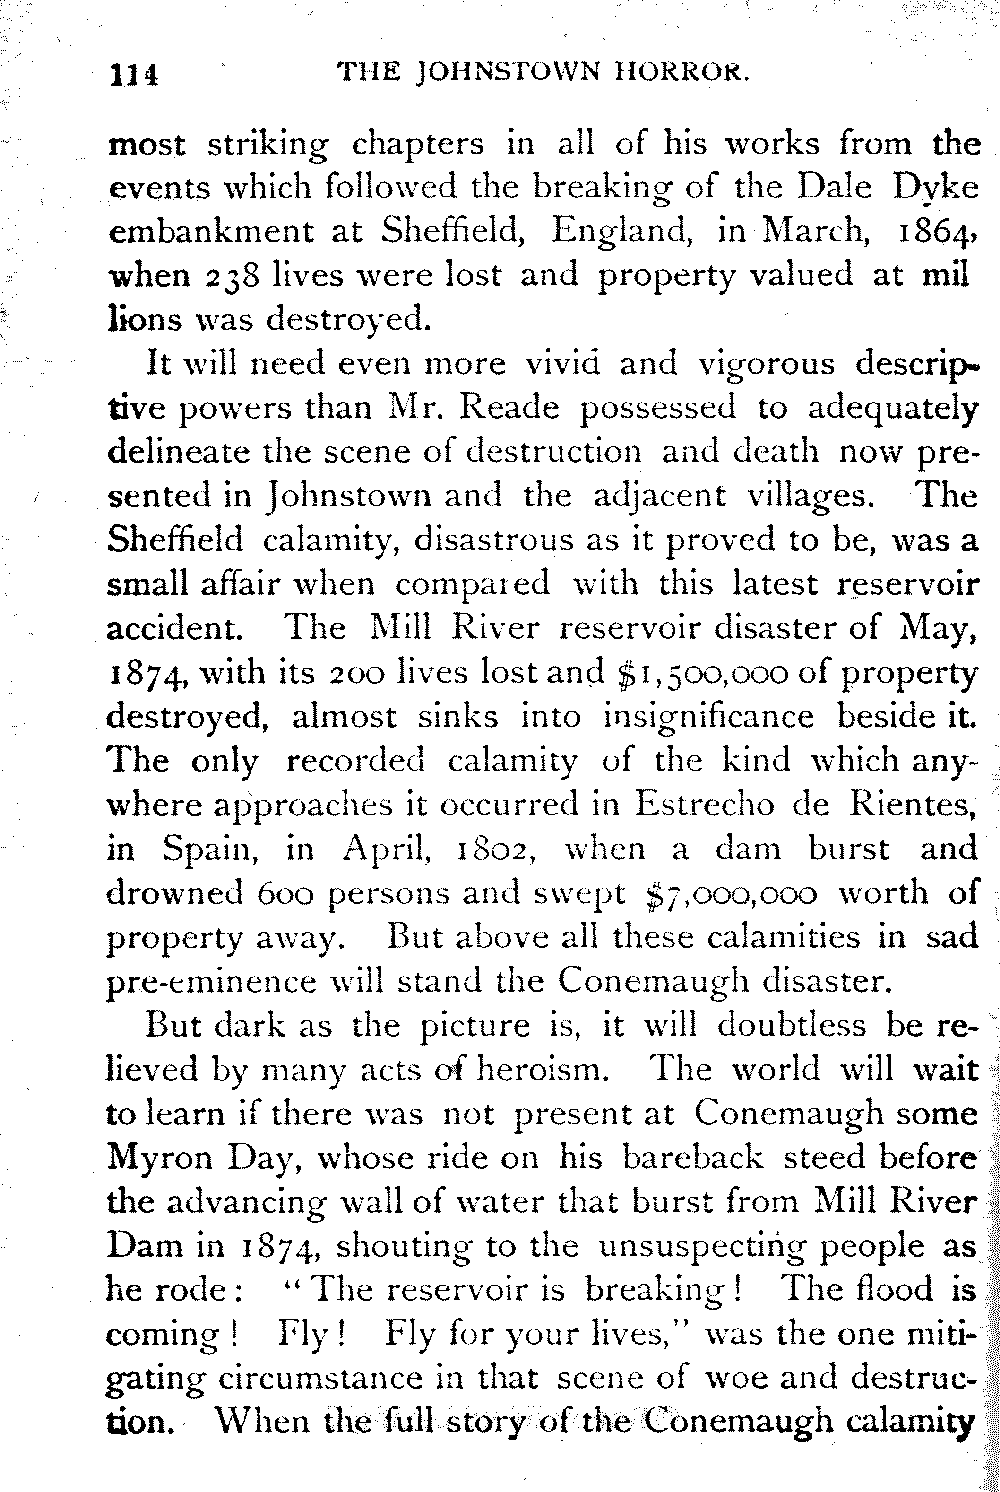 114 THE JOHNSTOWN HORROR.
most striking chapters in all of his works from the
events which followed the breaking of the Dale Dyke
embankment at Sheffield, England, in March, 1864,
when 238 lives were lost and property valued at mil
lions was destroyed.
It will need even more vivid and vigorous descrip-
tive powers than Mr. Reade possessed to adequately
delineate the scene of destruction and death now pre-
sented in Johnstown and the adjacent villages. The
Sheffield calamity, disastrous as it proved to be, was a
small affair when compared with this latest reservoir
accident. The Mill River reservoir disaster of May,
1874, with its 200 lives lost and $1,500,000 of property
destroyed, almost sinks into insignificance beside it.
The only recorded calamity of the kind which any-
where approaches it occurred in Estrecho de Rientes,
in Spain, in April, 1802, when a dam burst and
drowned 600 persons and swept $7,000,000 worth of
property away. But above all these calamities in sad
pre-eminence will stand the Conemaugh disaster.
But dark as the picture is, it will doubtless be re-
lieved by many acts of heroism. The world will wait
to learn if there was not present at Conemaugh some
Myron Day, whose ride on his bareback steed before
the advancing wall of water that burst from Mill River
Dam in 1874, shouting to the unsuspecting people as
he rode: "The reservoir is breaking! The flood is
coming! Fly! Fly for your lives," was the one miti-
gating circumstance in that scene of woe and destruc-
tion. When the full story of the Conemaugh calamity